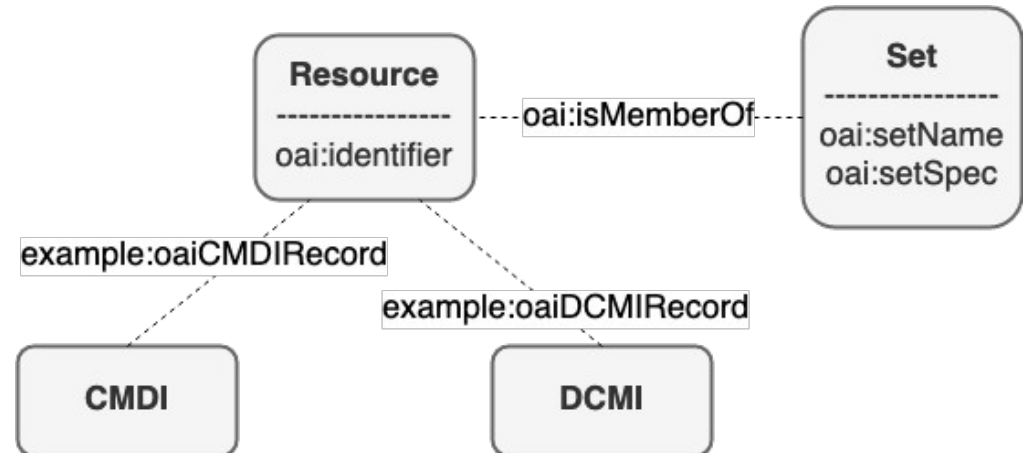 Resource
----------------
oai:identifier
oai:isMemberOf
Set
----------------
oai:setName
oai:setSpec
example:oaiCMDIRecord
example:oaiDCMIRecord
CMDI
DCMI